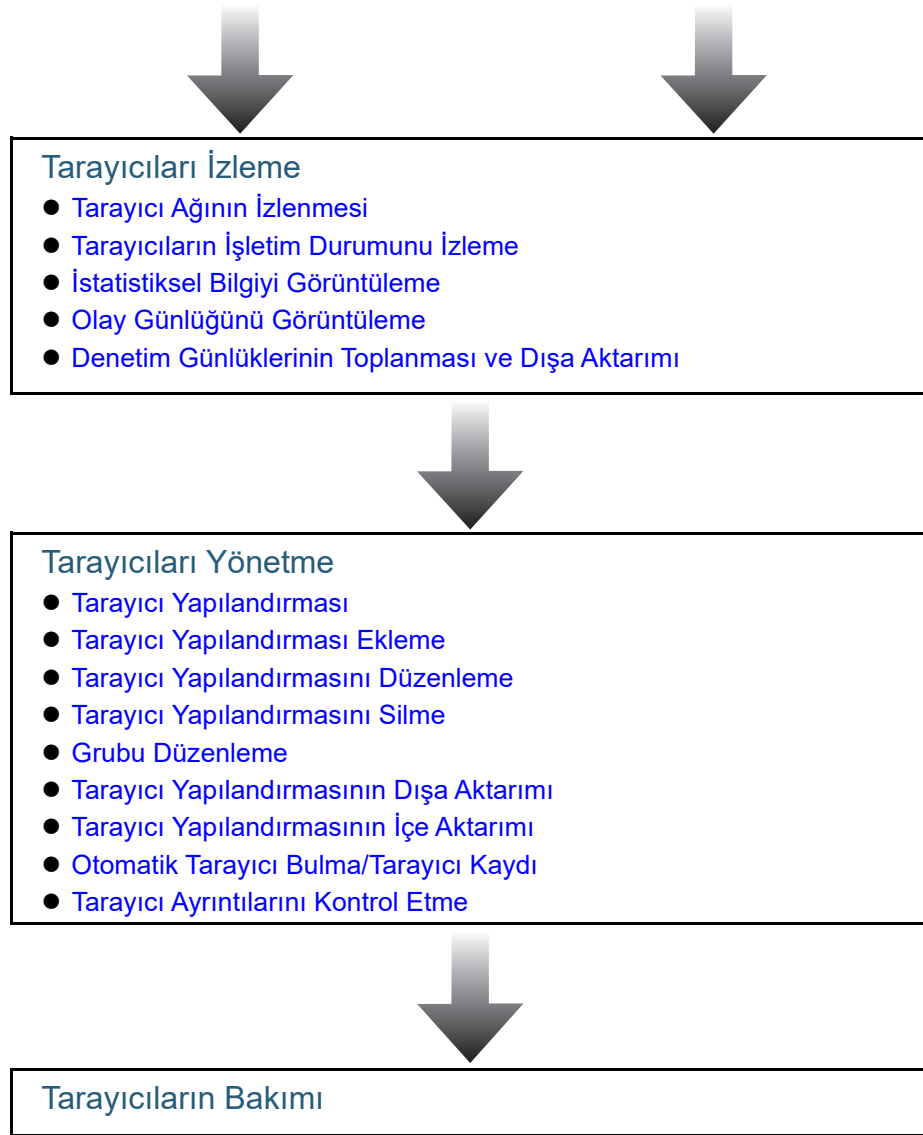 Tarayıcıları İzleme
● Tarayıcı Ağının İzlenmesi
● Tarayıcıların İşletim Durumunu İzleme
● İstatistiksel Bilgiyi Görüntüleme
● Olay Günlüğünü Görüntüleme
● Denetim Günlüklerinin Toplanması ve Dışa Aktarımı
Tarayıcıları Yönetme
● Tarayıcı Yapılandırması
● Tarayıcı Yapılandırması Ekleme
● Tarayıcı Yapılandırmasını Düzenleme
● Tarayıcı Yapılandırmasını Silme
● Grubu Düzenleme
● Tarayıcı Yapılandırmasının Dışa Aktarımı
● Tarayıcı Yapılandırmasının İçe Aktarımı
● Otomatik Tarayıcı Bulma/Tarayıcı Kaydı
● Tarayıcı Ayrıntılarını Kontrol Etme
Tarayıcıların Bakımı